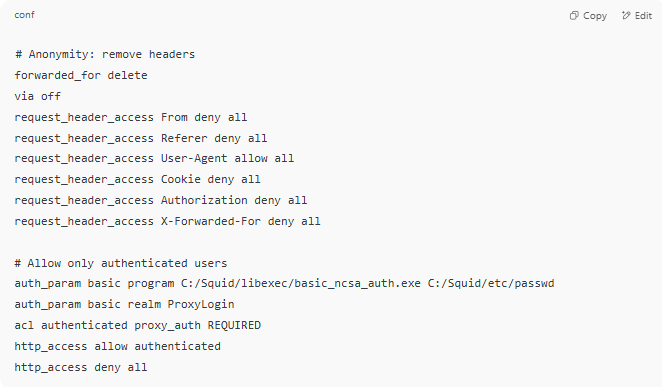 conf
Copy
Edit
# Anonymity: remove headers
forwarded_for delete
via off
request_header_access From deny all
request_header_access Referer deny all
request_header_access User-Agent allow all
request_header_access Cookie deny all
request_header_access Authorization deny all
request_header_access X-Forwarded-For deny all
# Allow only authenticated users
auth_param basic program C:/Squid/libexec/basic_ncsa_auth.exe C:/Squid/etc/passwd
auth_param basic realm ProxyLogin
acl authenticated proxy_auth REQUIRED
http_access allow authenticated
http_access deny all